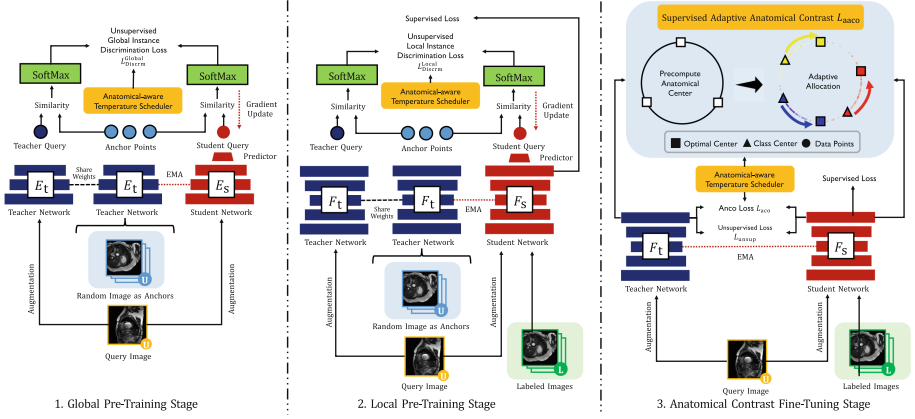 Unsupervised
Global Instance
Discrimination Loss
L_Discrm^Global
SoftMax
SoftMax
Anatomical-aware
Temperature Scheduler
Similarity
Similarity
Gradient
Update
Teacher Query
Anchor Points
Student Query
Predictor
E_t
Share
Weights
E_t
EMA
E_s
Teacher Network
Teacher Network
Student Network
Augmentation
Augmentation
U
Random Image as Anchors
U
Query Image
1. Global Pre-Training Stage
Supervised Loss
Unsupervised
Local Instance
Discrimination Loss
L_Discrm^Local
SoftMax
SoftMax
Anatomical-aware
Temperature Scheduler
Similarity
Similarity
Gradient
Update
Teacher Query
Anchor Points
Student Query
Predictor
F_t
Share
Weights
F_t
EMA
F_s
Teacher Network
Teacher Network
Student Network
Augmentation
Augmentation
U
Random Image as Anchors
U
Query Image
L
Labeled Images
2. Local Pre-Training Stage
Supervised Adaptive Anatomical Contrast L_aaco
Precompute
Anatomical
Center
Adaptive
Allocation
Optimal Center
Class Center
Data Points
Anatomical-aware
Temperature Scheduler
Supervised Loss
Anco Loss L_aco
Unsupervised Loss
L_unsup
F_t
EMA
F_s
Teacher Network
Student Network
Augmentation
Augmentation
U
Query Image
L
Labeled Images
3. Anatomical Contrast Fine-Tuning Stage